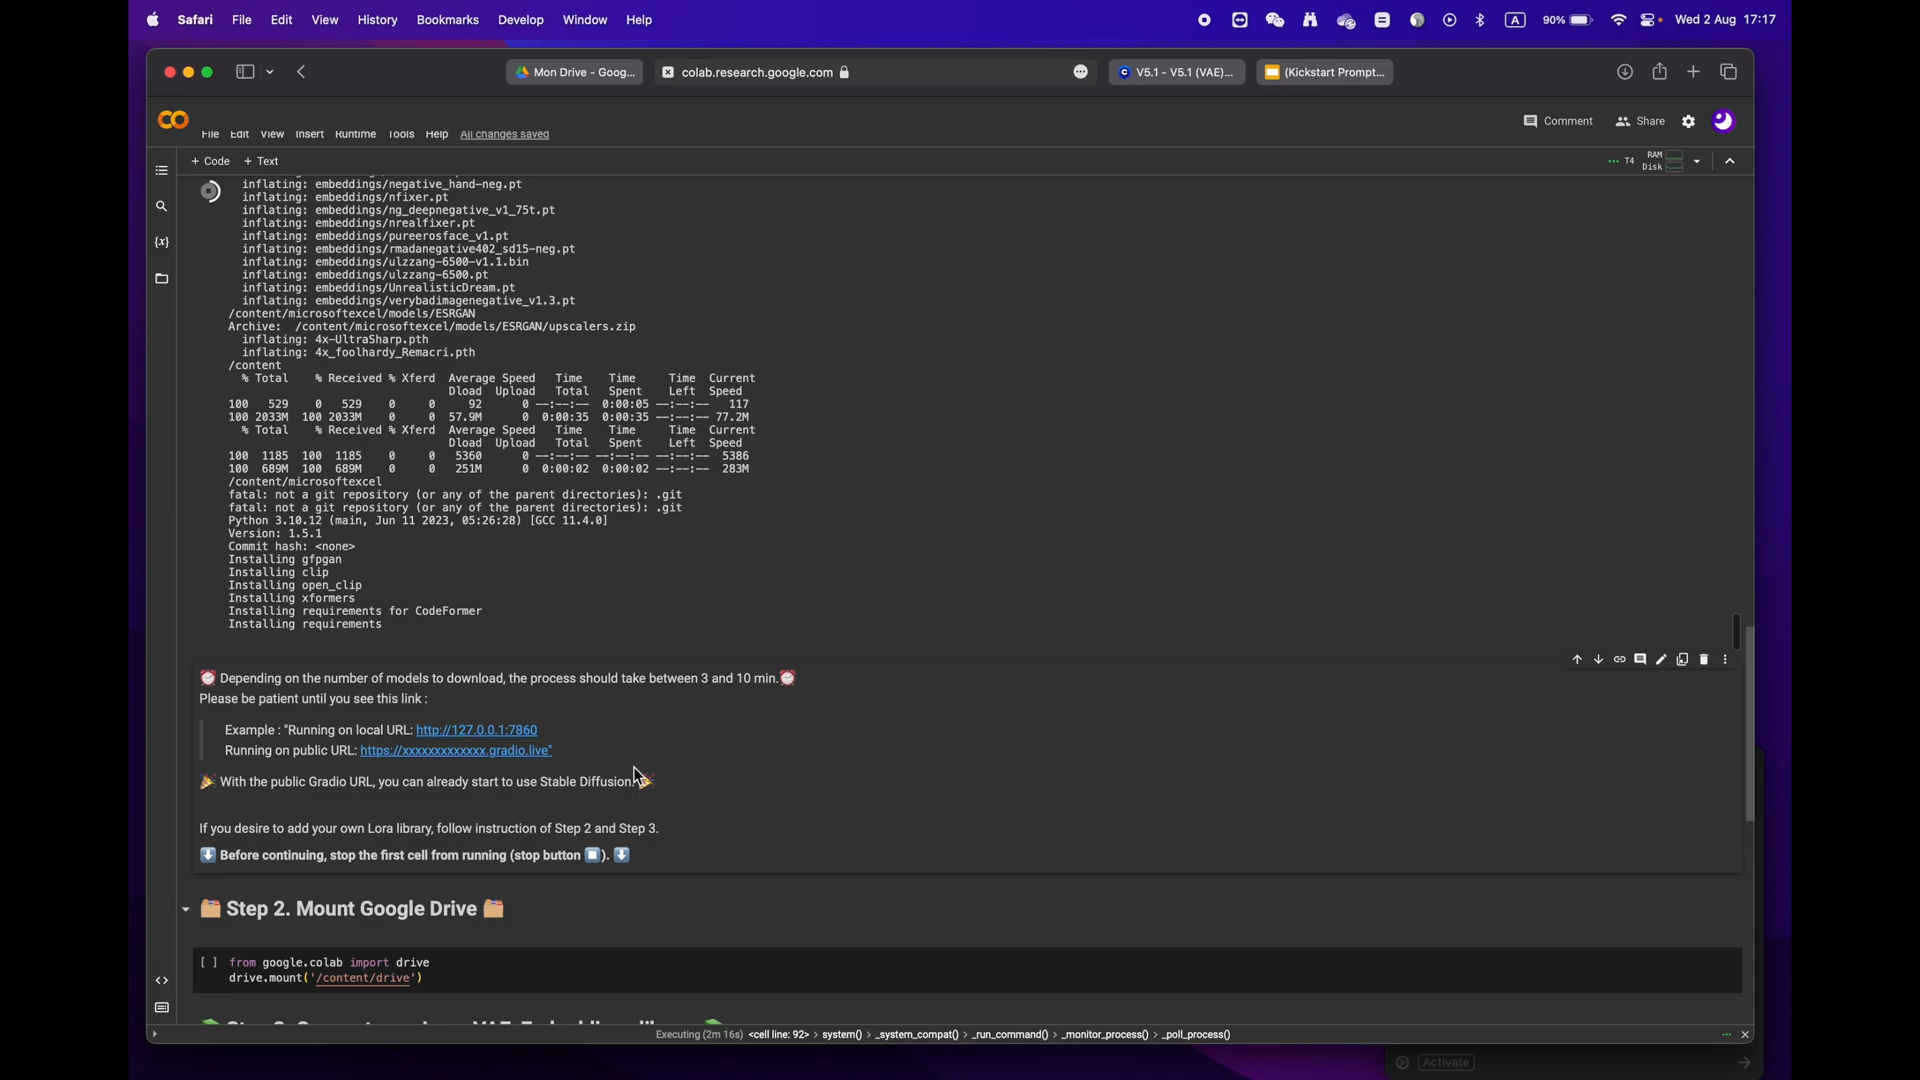 Safari File Edit View History Bookmarks Develop Window Help
A 90% Wed 2 Aug 17:17
Mon Drive - Goog... colab.research.google.com V5.1 - V5.1 (VAE)... (Kickstart Prompt...
File Edit View Insert Runtime Tools Help All changes saved
Comment Share
+ Code + Text
T4 RAM
Disk
{x}
inflating: embeddings/negative_hand-neg.pt
inflating: embeddings/nfixer.pt
inflating: embeddings/ng_deepnegative_v1_75t.pt
inflating: embeddings/nrealfixer.pt
inflating: embeddings/pureerosface_v1.pt
inflating: embeddings/rmadanegative402_sd15-neg.pt
inflating: embeddings/ulzzang-6500-v1.1.bin
inflating: embeddings/ulzzang-6500.pt
inflating: embeddings/UnrealisticDream.pt
inflating: embeddings/verybadimagenegative_v1.3.pt
/content/microsoftexcel/models/ESRGAN
Archive: /content/microsoftexcel/models/ESRGAN/upscalers.zip
inflating: 4x-UltraSharp.pth
inflating: 4x_foolhardy_Remacri.pth
/content
% Total % Received % Xferd Average Speed Time Time Time Current
Dload Upload Total Spent Left Speed
100 529 0 529 0 0 92 0 --:--:-- 0:00:05 --:--:-- 117
100 2033M 100 2033M 0 0 57.9M 0 0:00:35 0:00:35 --:--:-- 77.2M
% Total % Received % Xferd Average Speed Time Time Time Current
Dload Upload Total Spent Left Speed
100 1185 100 1185 0 0 5360 0 --:--:-- --:--:-- --:--:-- 5386
100 689M 100 689M 0 0 251M 0 0:00:02 0:00:02 --:--:-- 283M
/content/microsoftexcel
fatal: not a git repository (or any of the parent directories): .git
fatal: not a git repository (or any of the parent directories): .git
Python 3.10.12 (main, Jun 11 2023, 05:26:28) [GCC 11.4.0]
Version: 1.5.1
Commit hash: <none>
Installing gfpgan
Installing clip
Installing open_clip
Installing xformers
Installing requirements for CodeFormer
Installing requirements
⏰ Depending on the number of models to download, the process should take between 3 and 10 min.⏰
Please be patient until you see this link :
Example : "Running on local URL: http://127.0.0.1:7860
Running on public URL: https://xxxxxxxxxxxxx.gradio.live"
🎉 With the public Gradio URL, you can already start to use Stable Diffusion. 🎉
If you desire to add your own Lora library, follow instruction of Step 2 and Step 3.
⬇️ Before continuing, stop the first cell from running (stop button ⏹️). ⬇️
🗂️ Step 2. Mount Google Drive 🗂️
[ ] from google.colab import drive
drive.mount('/content/drive')
Executing (2m 16s) <cell line: 92> > system() > _system_compat() > _run_command() > _monitor_process() > _poll_process()
Activate